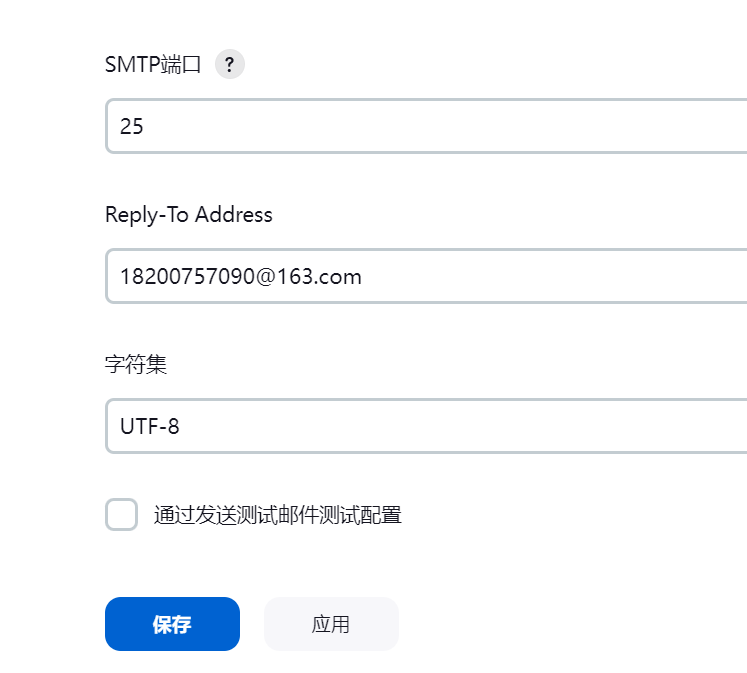 SMTP端口 ?
25
Reply-To Address
18200757090@163.com
字符集
UTF-8
通过发送测试邮件测试配置
保存 应用